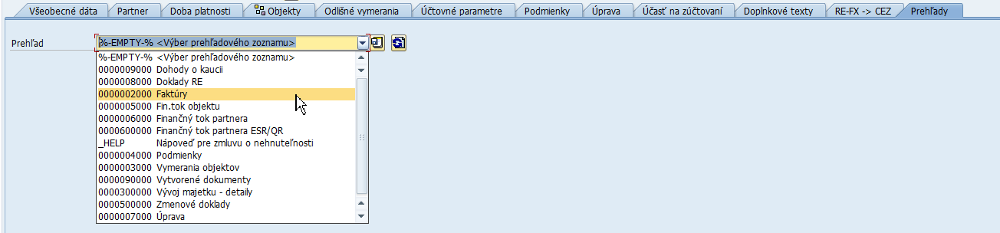 Všeobecné dáta Partner Doba platnosti Objekty Odlišné vymerania Účtovné parametre Podmienky Úprava Účasť na zúčtovaní Doplnkové texty RE-FX -> CEZ Prehľady
Prehľad %-EMPTY-% <Výber prehľadového zoznamu>
%-EMPTY-% <Výber prehľadového zoznamu>
0000009000 Dohody o kaucii
0000008000 Doklady RE
0000002000 Faktúry
0000005000 Fin.tok objektu
0000006000 Finančný tok partnera
0000600000 Finančný tok partnera ESR/QR
_HELP Nápoveď pre zmluvu o nehnuteľnosti
0000004000 Podmienky
0000003000 Vymerania objektov
0000090000 Vytvorené dokumenty
0000300000 Vývoj majetku - detaily
0000500000 Zmenové doklady
0000007000 Úprava